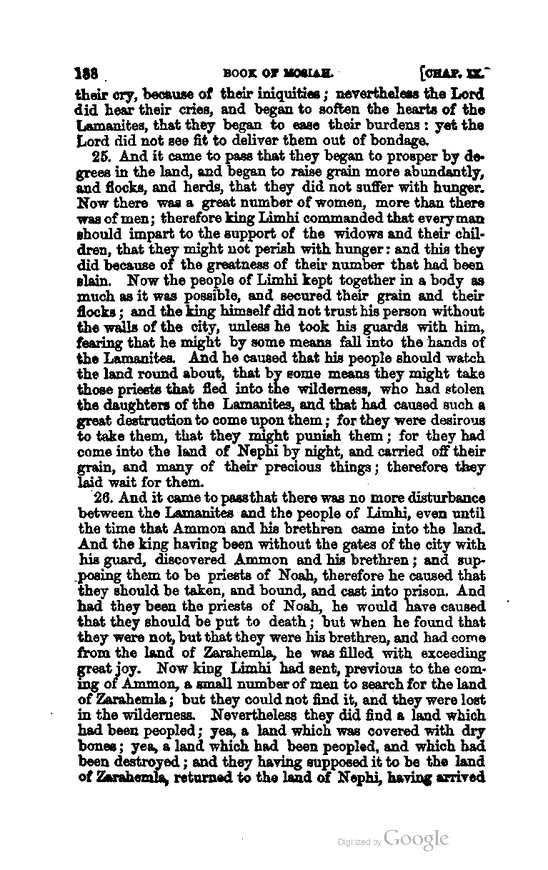 188 BOOK OF MOSIAH. [CHAP. IX.
their cry, because of their iniquities; nevertheless the Lord
did hear their cries, and began to soften the hearts of the
Lamanites, that they began to ease their burdens: yet the
Lord did not see fit to deliver them out of bondage.
25. And it came to pass that they began to prosper by de-
grees in the land, and began to raise grain more abundantly,
and flocks, and herds, that they did not suffer with hunger.
Now there was a great number of women, more than there
was of men; therefore king Limhi commanded that every man
should impart to the support of the widows and their chil-
dren, that they might not perish with hunger: and this they
did because of the greatness of their number that had been
slain. Now the people of Limhi kept together in a body as
much as it was possible, and secured their grain and their
flocks; and the king himself did not trust his person without
the walls of the city, unless he took his guards with him,
fearing that he might by some means fall into the hands of
the Lamanites. And he caused that his people should watch
the land round about, that by some means they might take
those priests that fled into the wilderness, who had stolen
the daughters of the Lamanites, and that had caused such a
great destruction to come upon them; for they were desirous
to take them, that they might punish them; for they had
come into the land of Nephi by night, and carried off their
grain, and many of their precious things; therefore they
laid wait for them.
26. And it came to pass that there was no more disturbance
between the Lamanites and the people of Limhi, even until
the time that Ammon and his brethren came into the land.
And the king having been without the gates of the city with
his guard, discovered Ammon and his brethren; and sup-
posing them to be priests of Noah, therefore he caused that
they should be taken, and bound, and cast into prison. And
had they been the priests of Noah, he would have caused
that they should be put to death; but when he found that
they were not, but that they were his brethren, and had come
from the land of Zarahemla, he was filled with exceeding
great joy. Now king Limhi had sent, previous to the com-
ing of Ammon, a small number of men to search for the land
of Zarahemla; but they could not find it, and they were lost
in the wilderness. Nevertheless they did find a land which
had been peopled; yea, a land which was covered with dry
bones; yea, a land which had been peopled, and which had
been destroyed; and they having supposed it to be the land
of Zarahemla, returned to the land of Nephi, having arrived
Digitized by Google